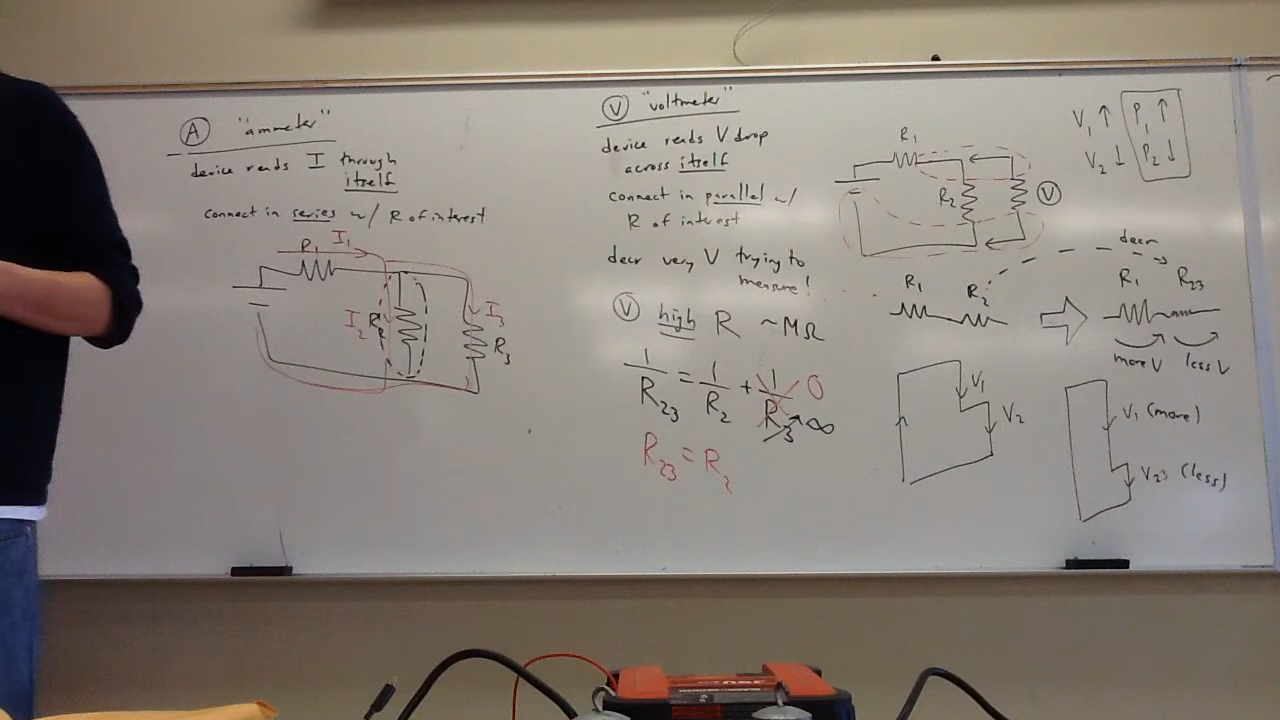 A "ammeter"
device reads I through
itself
connect in series w/ R of interest
R1
I1
I2
I3
R3
V "voltmeter"
device reads V drop
across itself
connect in parallel w/
R of interest
decr very V trying to
measure!
V high R ~MΩ
1/R23 = 1/R2 + 1/R3 0
→∞
R23 = R2
V1↑ P1↑
V2↓ P2↓
R1
R2
V
decr
R1 R2 ⇒ R1 R23
more V less V
V1
V2
V1 (more)
V23 (less)